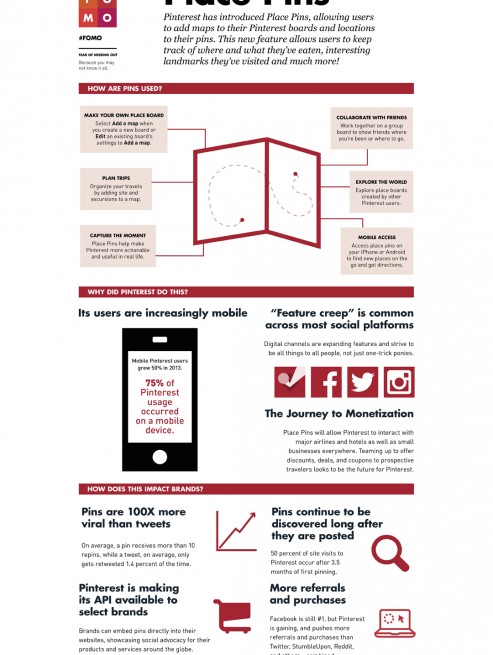 FO
MO
Place Pins
#FOMO
YEAR OF MISSING OUT
Because you may
not know it all.
Pinterest has introduced Place Pins, allowing users
to add maps to their Pinterest boards and locations
to their pins. This new feature allows users to keep
track of where and what they've eaten, interesting
landmarks they've visited and much more!
HOW ARE PINS USED?
MAKE YOUR OWN PLACE BOARD
Select Add a map when
you create a new board or
Edit an existing board's
settings to Add a map.
COLLABORATE WITH FRIENDS
Work together on a group
board to show friends where
you're been or where to go.
PLAN TRIPS
Organize your travels
by adding site and
excursions to a map.
EXPLORE THE WORLD
Explore place boards
created by other
Pinterest users.
CAPTURE THE MOMENT
Place Pins help make
Pinterest more actionable
and useful in real life.
MOBILE ACCESS
Access place pins on
your iPhone or Android
to find new places on the
go and get directions.
WHY DID PINTEREST DO THIS?
Its users are increasingly mobile
Mobile Pinterest users
grew 50% in 2013.
75% of
Pinterest
usage
occurred
on a mobile
device.
"Feature creep" is common
across most social platforms
Digital channels are expanding features and strive to
be all things to all people, not just one-trick ponies.
The Journey to Monetization
Place Pins will allow Pinterest to interact with
major airlines and hotels as well as small
businesses everywhere. Teaming up to offer
discounts, deals, and coupons to prospective
travelers looks to be the future for Pinterest.
HOW DOES THIS IMPACT BRANDS?
Pins are 100X more
viral than tweets
On average, a pin receives more than 10
repins, while a tweet, on average, only
gets retweeted 1.4 percent of the time.
Pins continue to be
discovered long after
they are posted
50 percent of site visits to
Pinterest occur after 3.5
months of first pinning.
Pinterest is making
its API available to
select brands
Brands can embed pins directly into their
websites, showcasing social advocacy for their
products and services around the globe.
More referrals
and purchases
Facebook is still #1, but Pinterest
is gaining, and pushes more
referrals and purchases than
Twitter, StumbleUpon, Reddit,